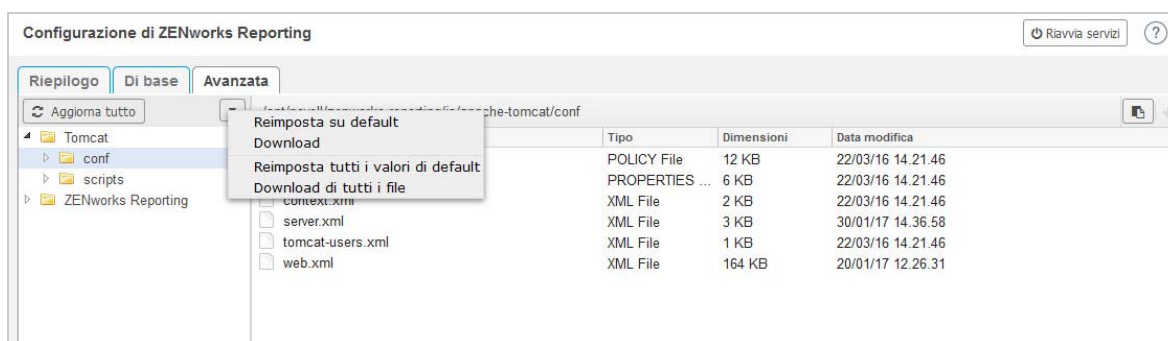 Configurazione di ZENworks Reporting
Riavvia servizi
?
Riepilogo
Di base
Avanzata
Aggiorna tutto
che-tomcat/conf
Reimposta su default
Download
Reimposta tutti i valori di default
Download di tutti i file
Tomcat
conf
scripts
ZENworks Reporting
Tipo Dimensioni Data modifica
POLICY File 12 KB 22/03/16 14.21.46
PROPERTIES ... 6 KB 22/03/16 14.21.46
context.xml XML File 2 KB 22/03/16 14.21.46
server.xml XML File 3 KB 30/01/17 14.36.58
tomcat-users.xml XML File 1 KB 22/03/16 14.21.46
web.xml XML File 164 KB 20/01/17 12.26.31